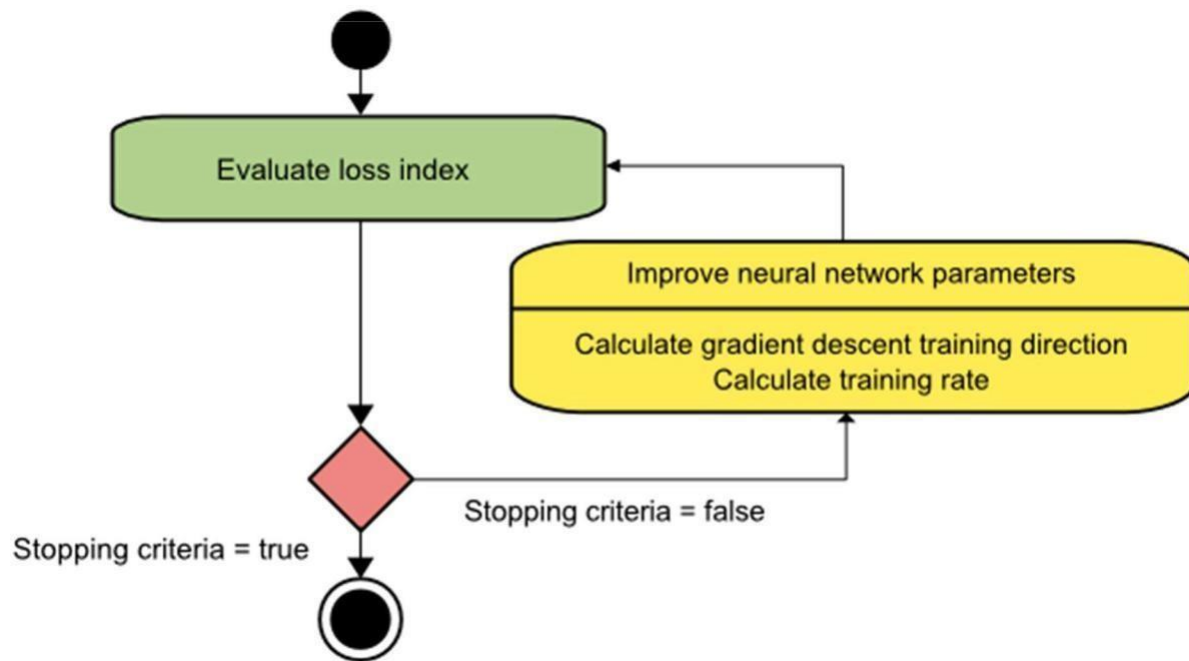 Evaluate loss index
Improve neural network parameters
Calculate gradient descent training direction
Calculate training rate
Stopping criteria = false
Stopping criteria = true